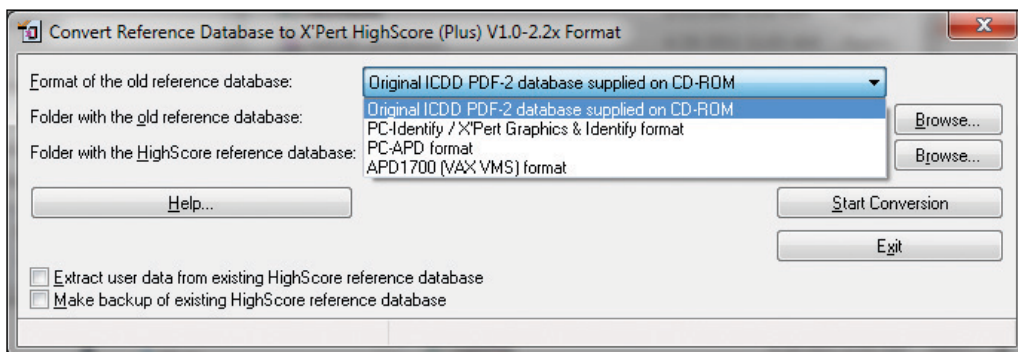 Convert Reference Database to X'Pert HighScore (Plus) V1.0-2.2x Format
Format of the old reference database:
Original ICDD PDF-2 database supplied on CD-ROM
Original ICDD PDF-2 database supplied on CD-ROM
Folder with the old reference database:
PC-Identify / X'Pert Graphics & Identify format
Browse...
Folder with the HighScore reference database:
PC-APD format
Browse...
APD1700 (VAX VMS) format
Help...
Start Conversion
Exit
Extract user data from existing HighScore reference database
Make backup of existing HighScore reference database